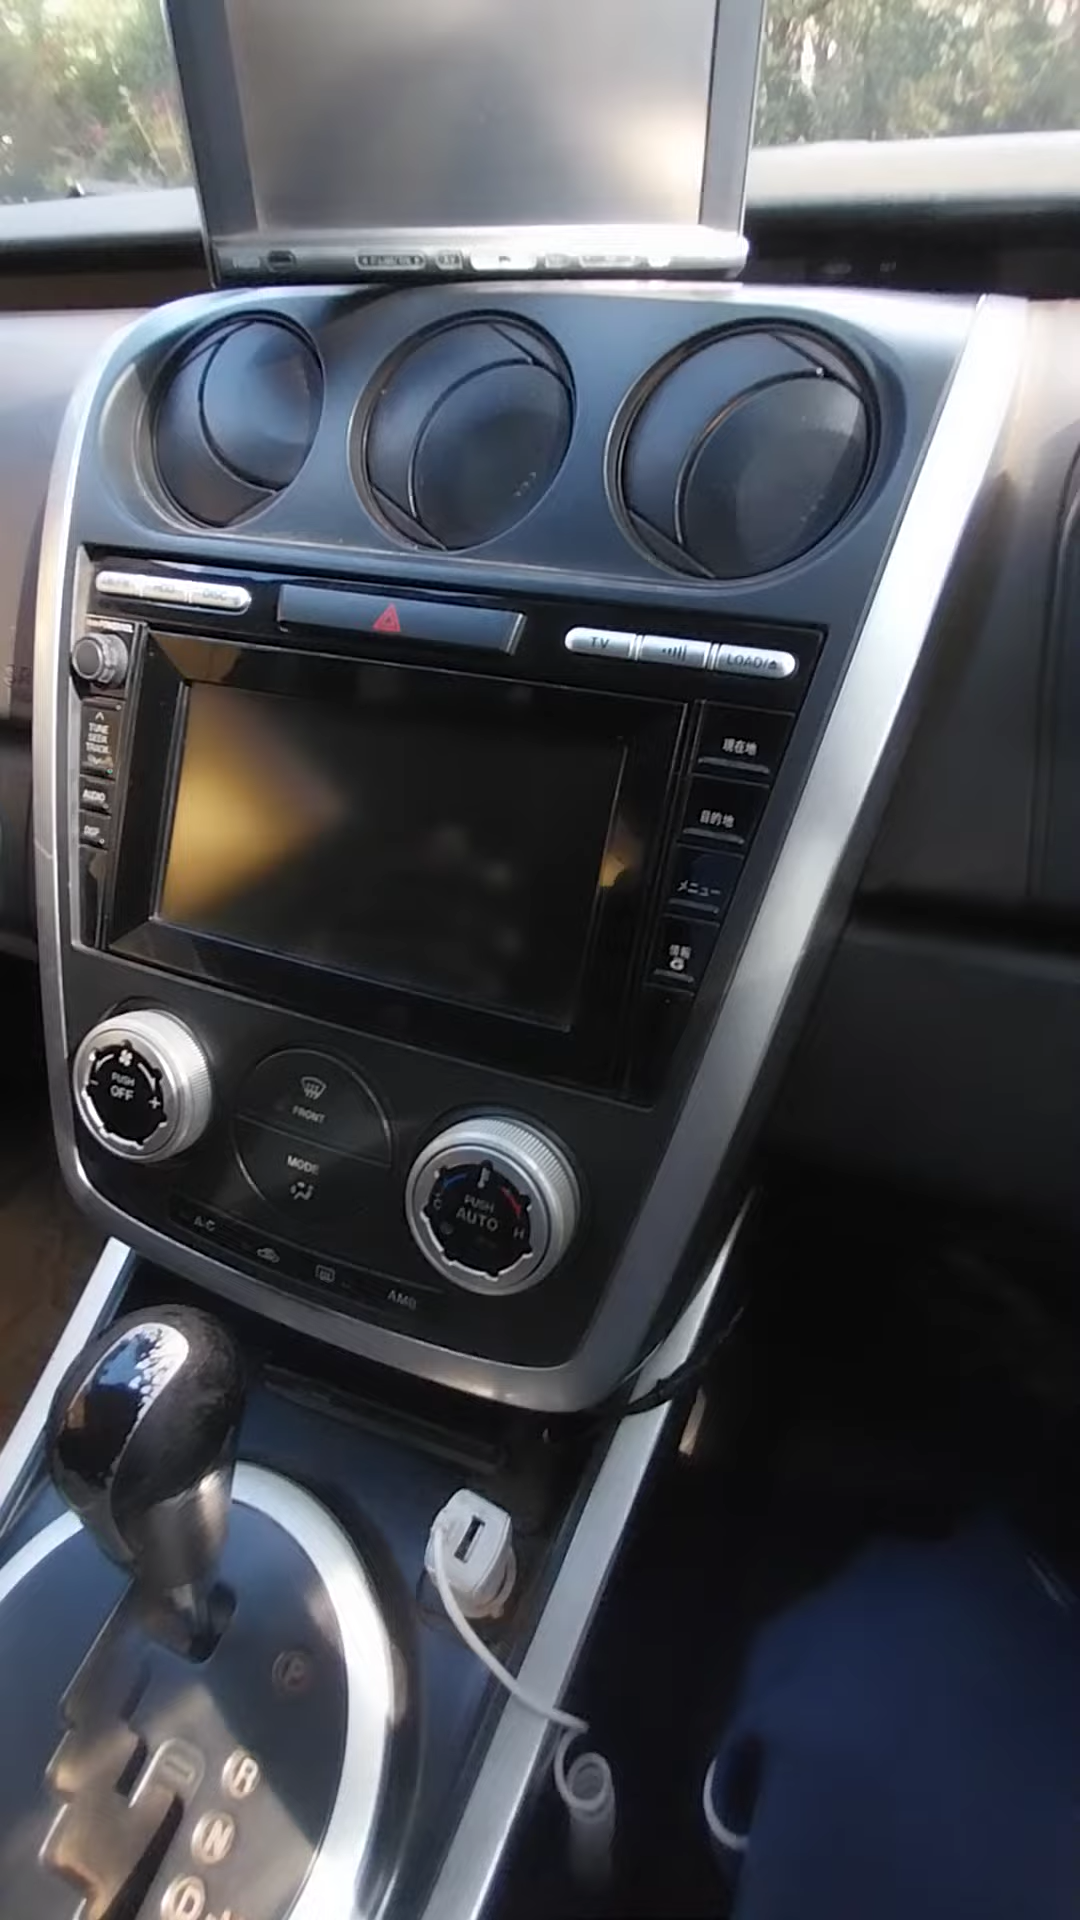 HDD
DISC
TV
LOAD/
TUNE
SEEK
TRACK
AUDIO
DISP
現在地
目的地
メニュー
情報
PUSH
OFF
FRONT
MODE
PUSH
AUTO
C
H
A/C
AMB
P
R
N
D